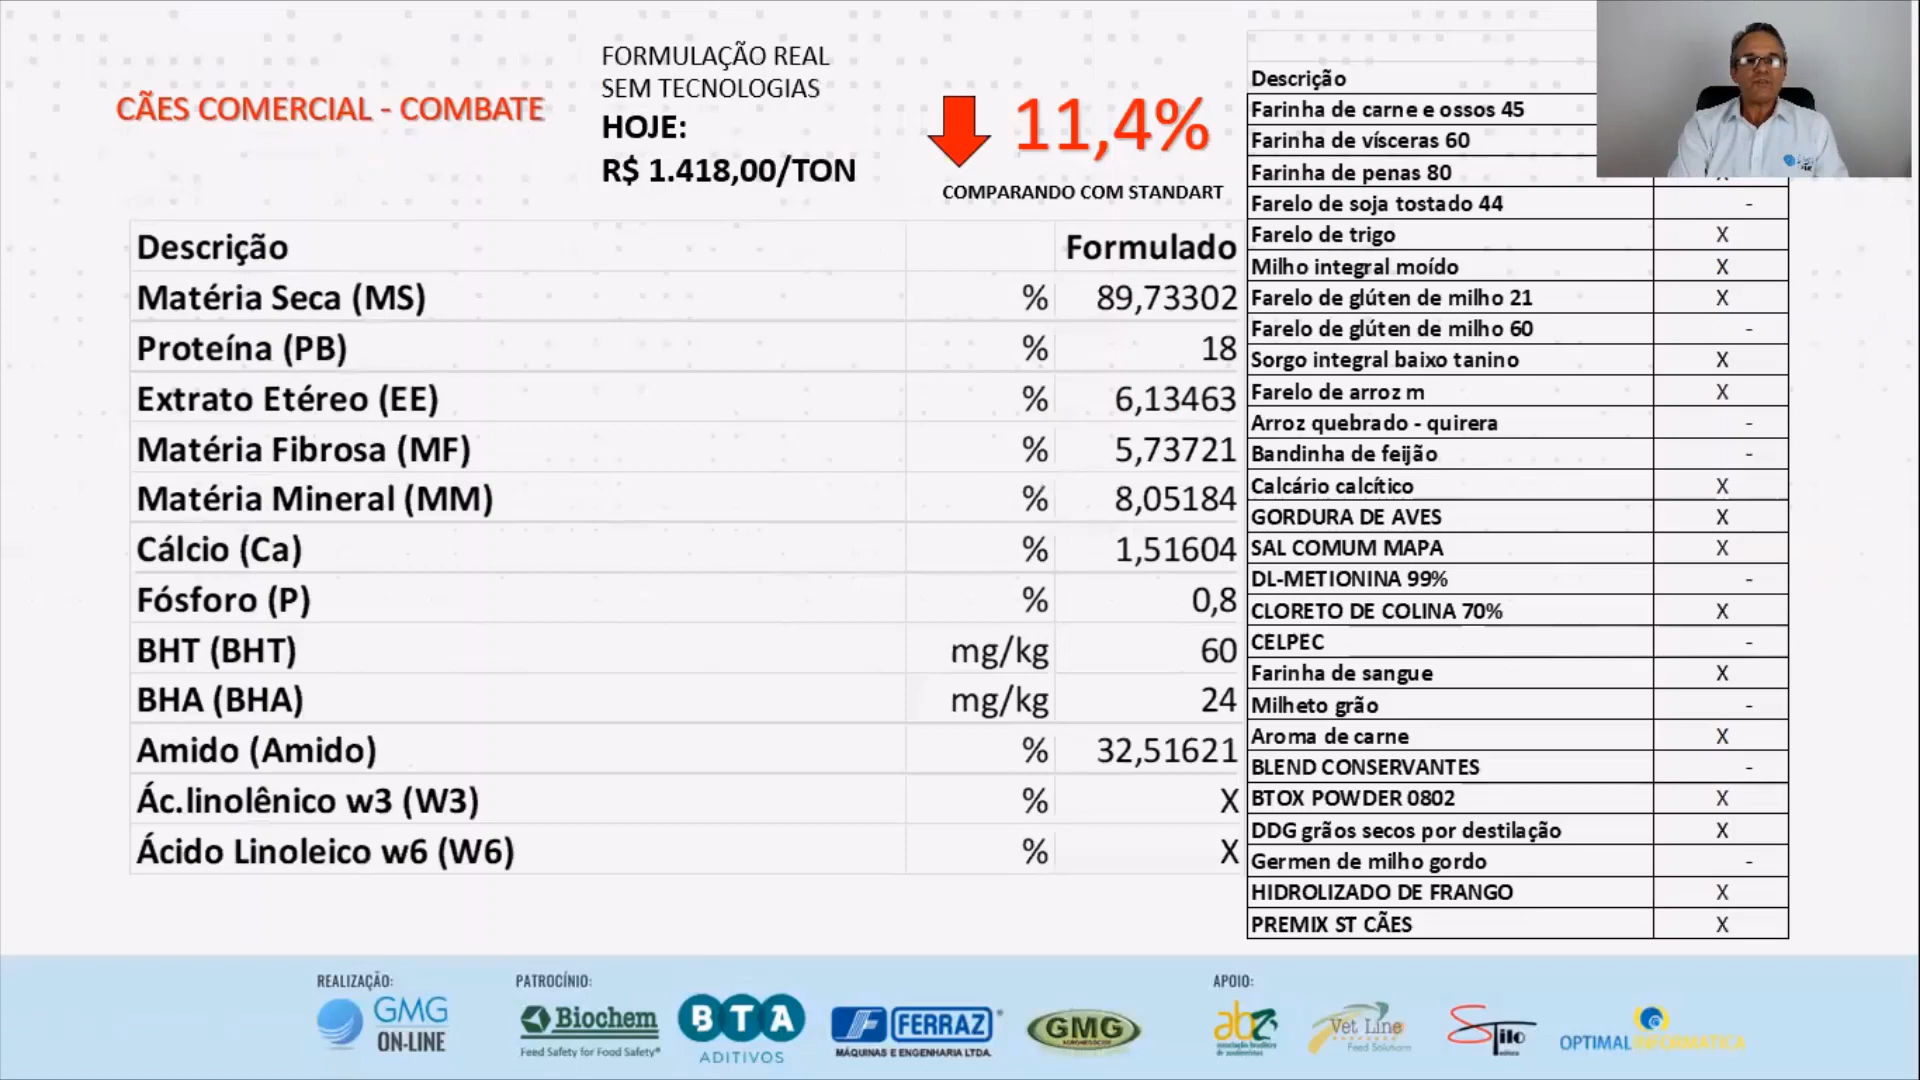 CÃES COMERCIAL - COMBATE
FORMULAÇÃO REAL
SEM TECNOLOGIAS
HOJE:
R$ 1.418,00/TON
11,4%
COMPARANDO COM STANDART
Descrição Formulado
Matéria Seca (MS) % 89,73302
Proteína (PB) % 18
Extrato Etéreo (EE) % 6,13463
Matéria Fibrosa (MF) % 5,73721
Matéria Mineral (MM) % 8,05184
Cálcio (Ca) % 1,51604
Fósforo (P) % 0,8
BHT (BHT) mg/kg 60
BHA (BHA) mg/kg 24
Amido (Amido) % 32,51621
Ác.linolênico w3 (W3) % X
Ácido Linoleico w6 (W6) % X
Descrição
Farinha de carne e ossos 45
Farinha de vísceras 60
Farinha de penas 80
Farelo de soja tostado 44 -
Farelo de trigo X
Milho integral moído X
Farelo de glúten de milho 21 X
Farelo de glúten de milho 60 -
Sorgo integral baixo tanino X
Farelo de arroz m X
Arroz quebrado - quirera -
Bandinha de feijão -
Calcário calcítico X
GORDURA DE AVES X
SAL COMUM MAPA X
DL-METIONINA 99% -
CLORETO DE COLINA 70% X
CELPEC -
Farinha de sangue X
Milheto grão -
Aroma de carne X
BLEND CONSERVANTES -
BTOX POWDER 0802 X
DDG grãos secos por destilação X
Germen de milho gordo -
HIDROLIZADO DE FRANGO X
PREMIX ST CÃES X
REALIZAÇÃO:
GMG
ON-LINE
PATROCÍNIO:
Biochem
Feed Safety for Food Safety®
BTA
ADITIVOS
FERRAZ
MÁQUINAS E ENGENHARIA LTDA.
GMG
APOIO:
abz
Vet Line
Feed Solutions
STilo
OPTIMAL INFORMATICA